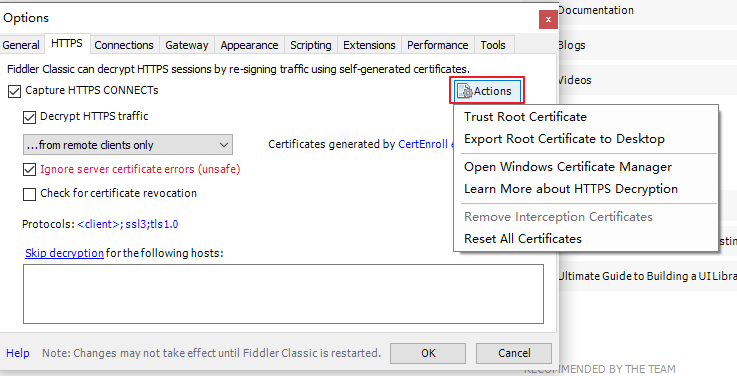 Options
x
General HTTPS Connections Gateway Appearance Scripting Extensions Performance Tools
Fiddler Classic can decrypt HTTPS sessions by re-signing traffic using self-generated certificates.
Capture HTTPS CONNECTs
Actions
Decrypt HTTPS traffic
...from remote clients only
Certificates generated by CertEnroll
Ignore server certificate errors (unsafe)
Check for certificate revocation
Protocols: <client>; ssl3;tls1.0
Skip decryption for the following hosts:
Help
Note: Changes may not take effect until Fiddler Classic is restarted.
OK
Cancel
Trust Root Certificate
Export Root Certificate to Desktop
Open Windows Certificate Manager
Learn More about HTTPS Decryption
Remove Interception Certificates
Reset All Certificates
Documentation
Blogs
Videos
Ultimate Guide to Building a UI Libra
RECOMMENDED BY THE TEAM